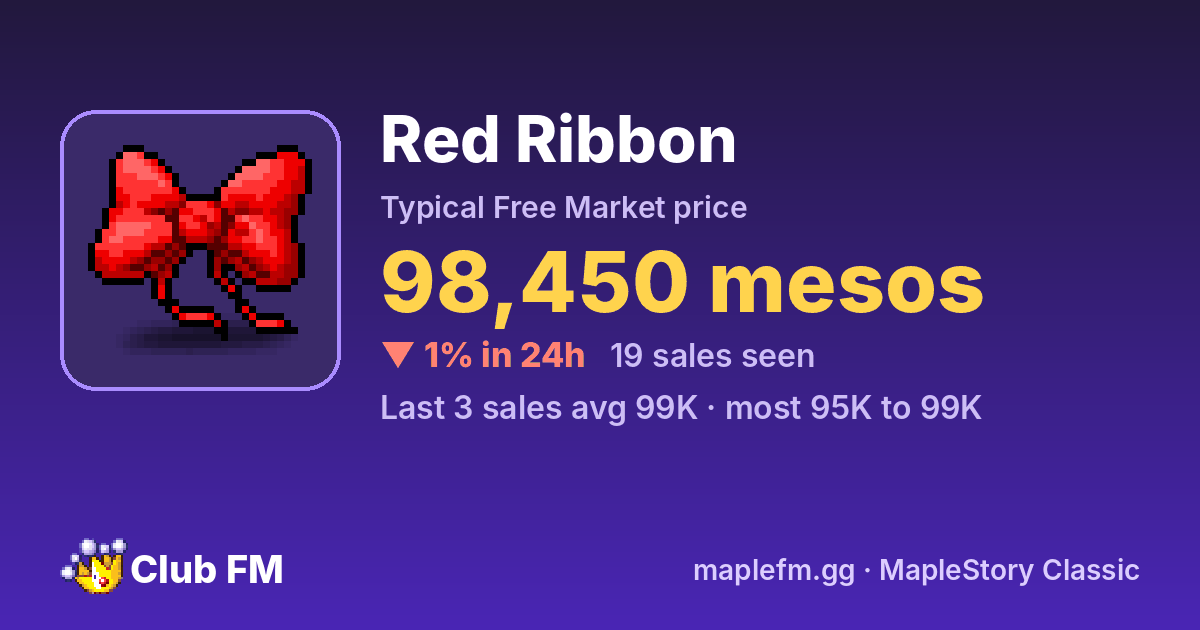 Red Ribbon
Typical Free Market price
98,450 mesos
▼ 1% in 24h 19 sales seen
Last 3 sales avg 99K · most 95K to 99K
Club FM
maplefm.gg · MapleStory Classic